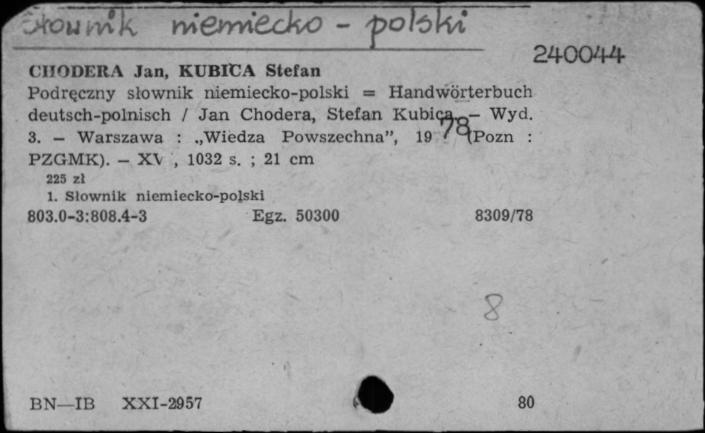 Słownik niemiecko - polski
240044
CHODERA Jan, KUBICA Stefan
Podręczny słownik niemiecko-polski = Handwörterbuch
deutsch-polnisch / Jan Chodera, Stefan Kubica. — Wyd.
3. — Warszawa : „Wiedza Powszechna”, 1978 (Pozn :
PZGMK). — XV , 1032 s. ; 21 cm
225 zł
1. Słownik niemiecko-polski
803.0-3:808.4-3 Egz. 50300 8309/78
8
BN—IB XXI-2957 80